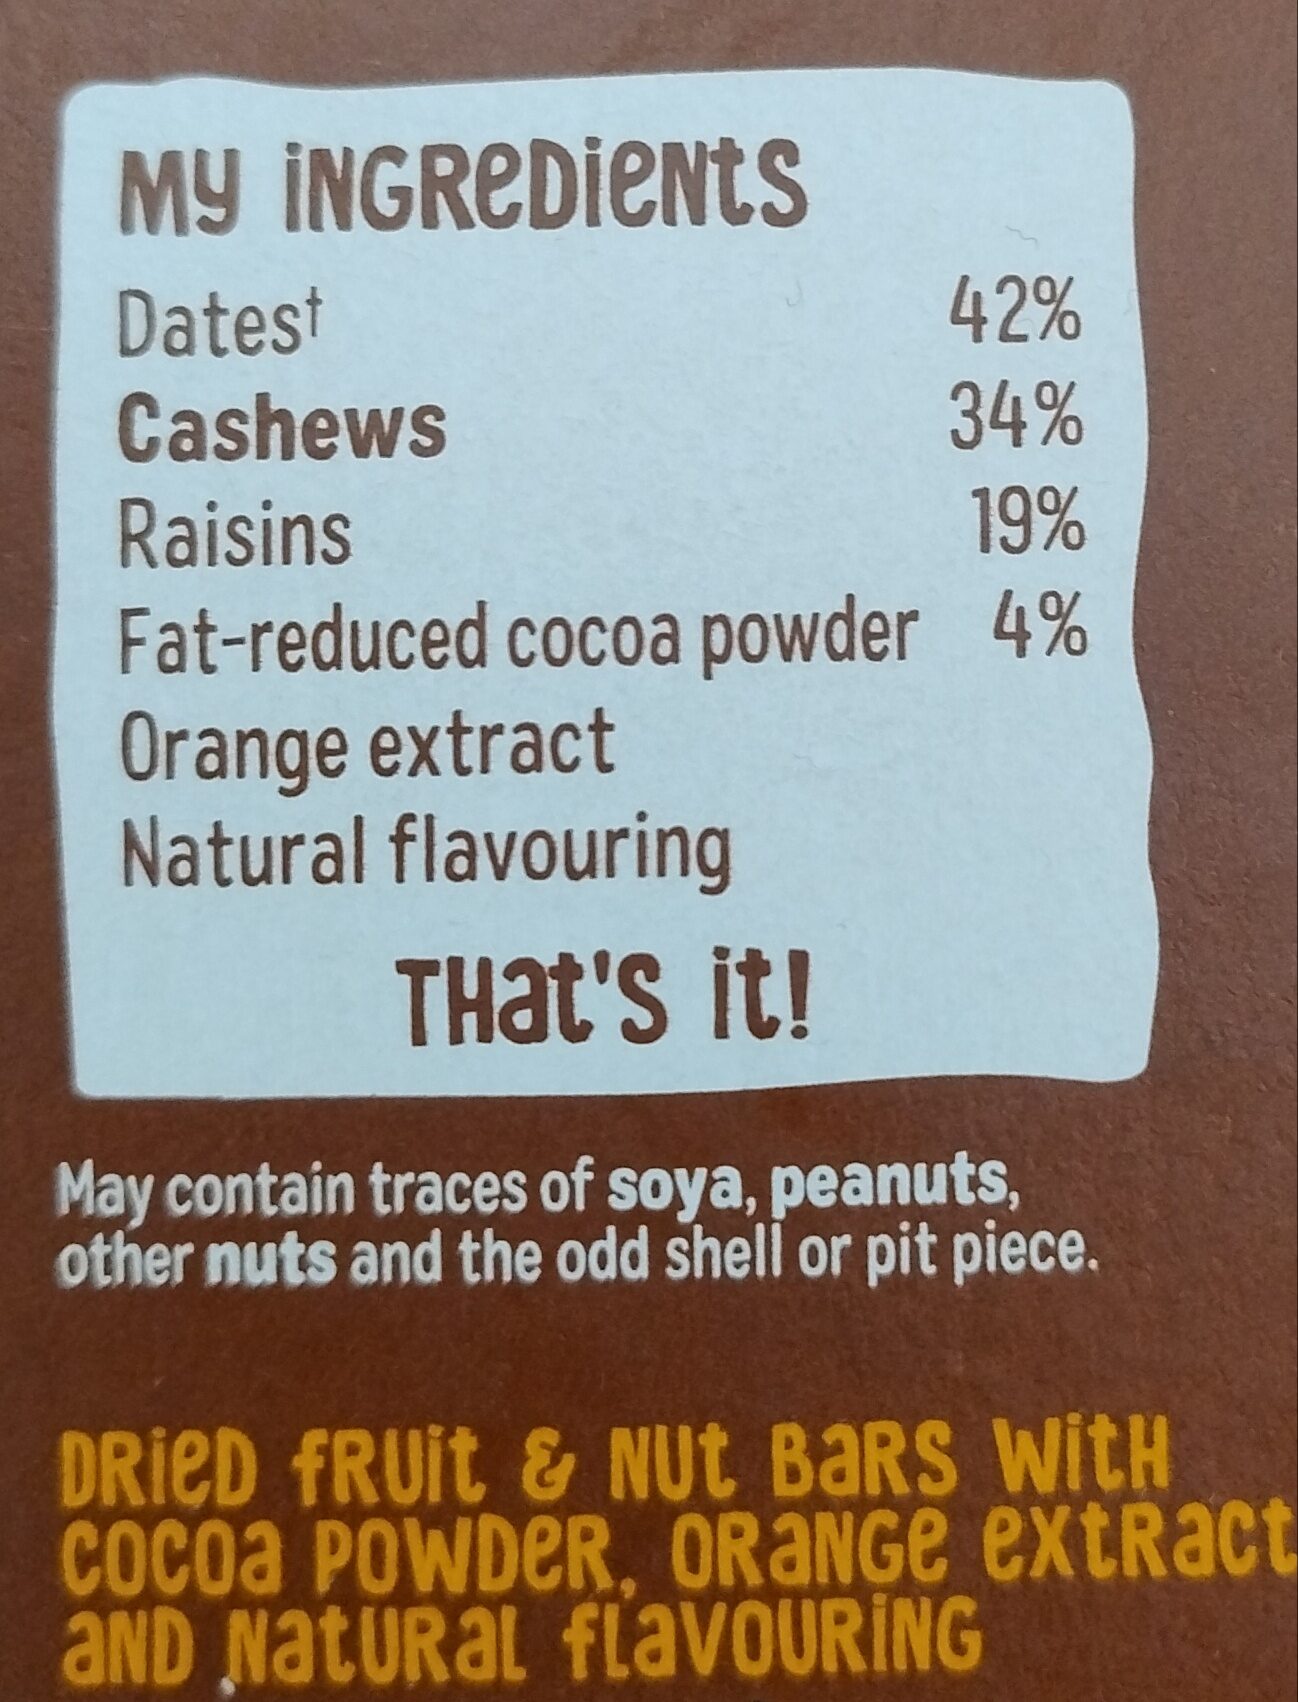 My iNGReDieNts
Dates† 42%
Cashews 34%
Raisins 19%
Fat-reduced cocoa powder 4%
Orange extract
Natural flavouring
THat's it!
May contain traces of soya, peanuts,
other nuts and the odd shell or pit piece.
DRieD fRUit & NUt BaRS WitH
COCOa POWDeR, ORaNGe eXtRact
aND NatURaL fLaVOURiNG